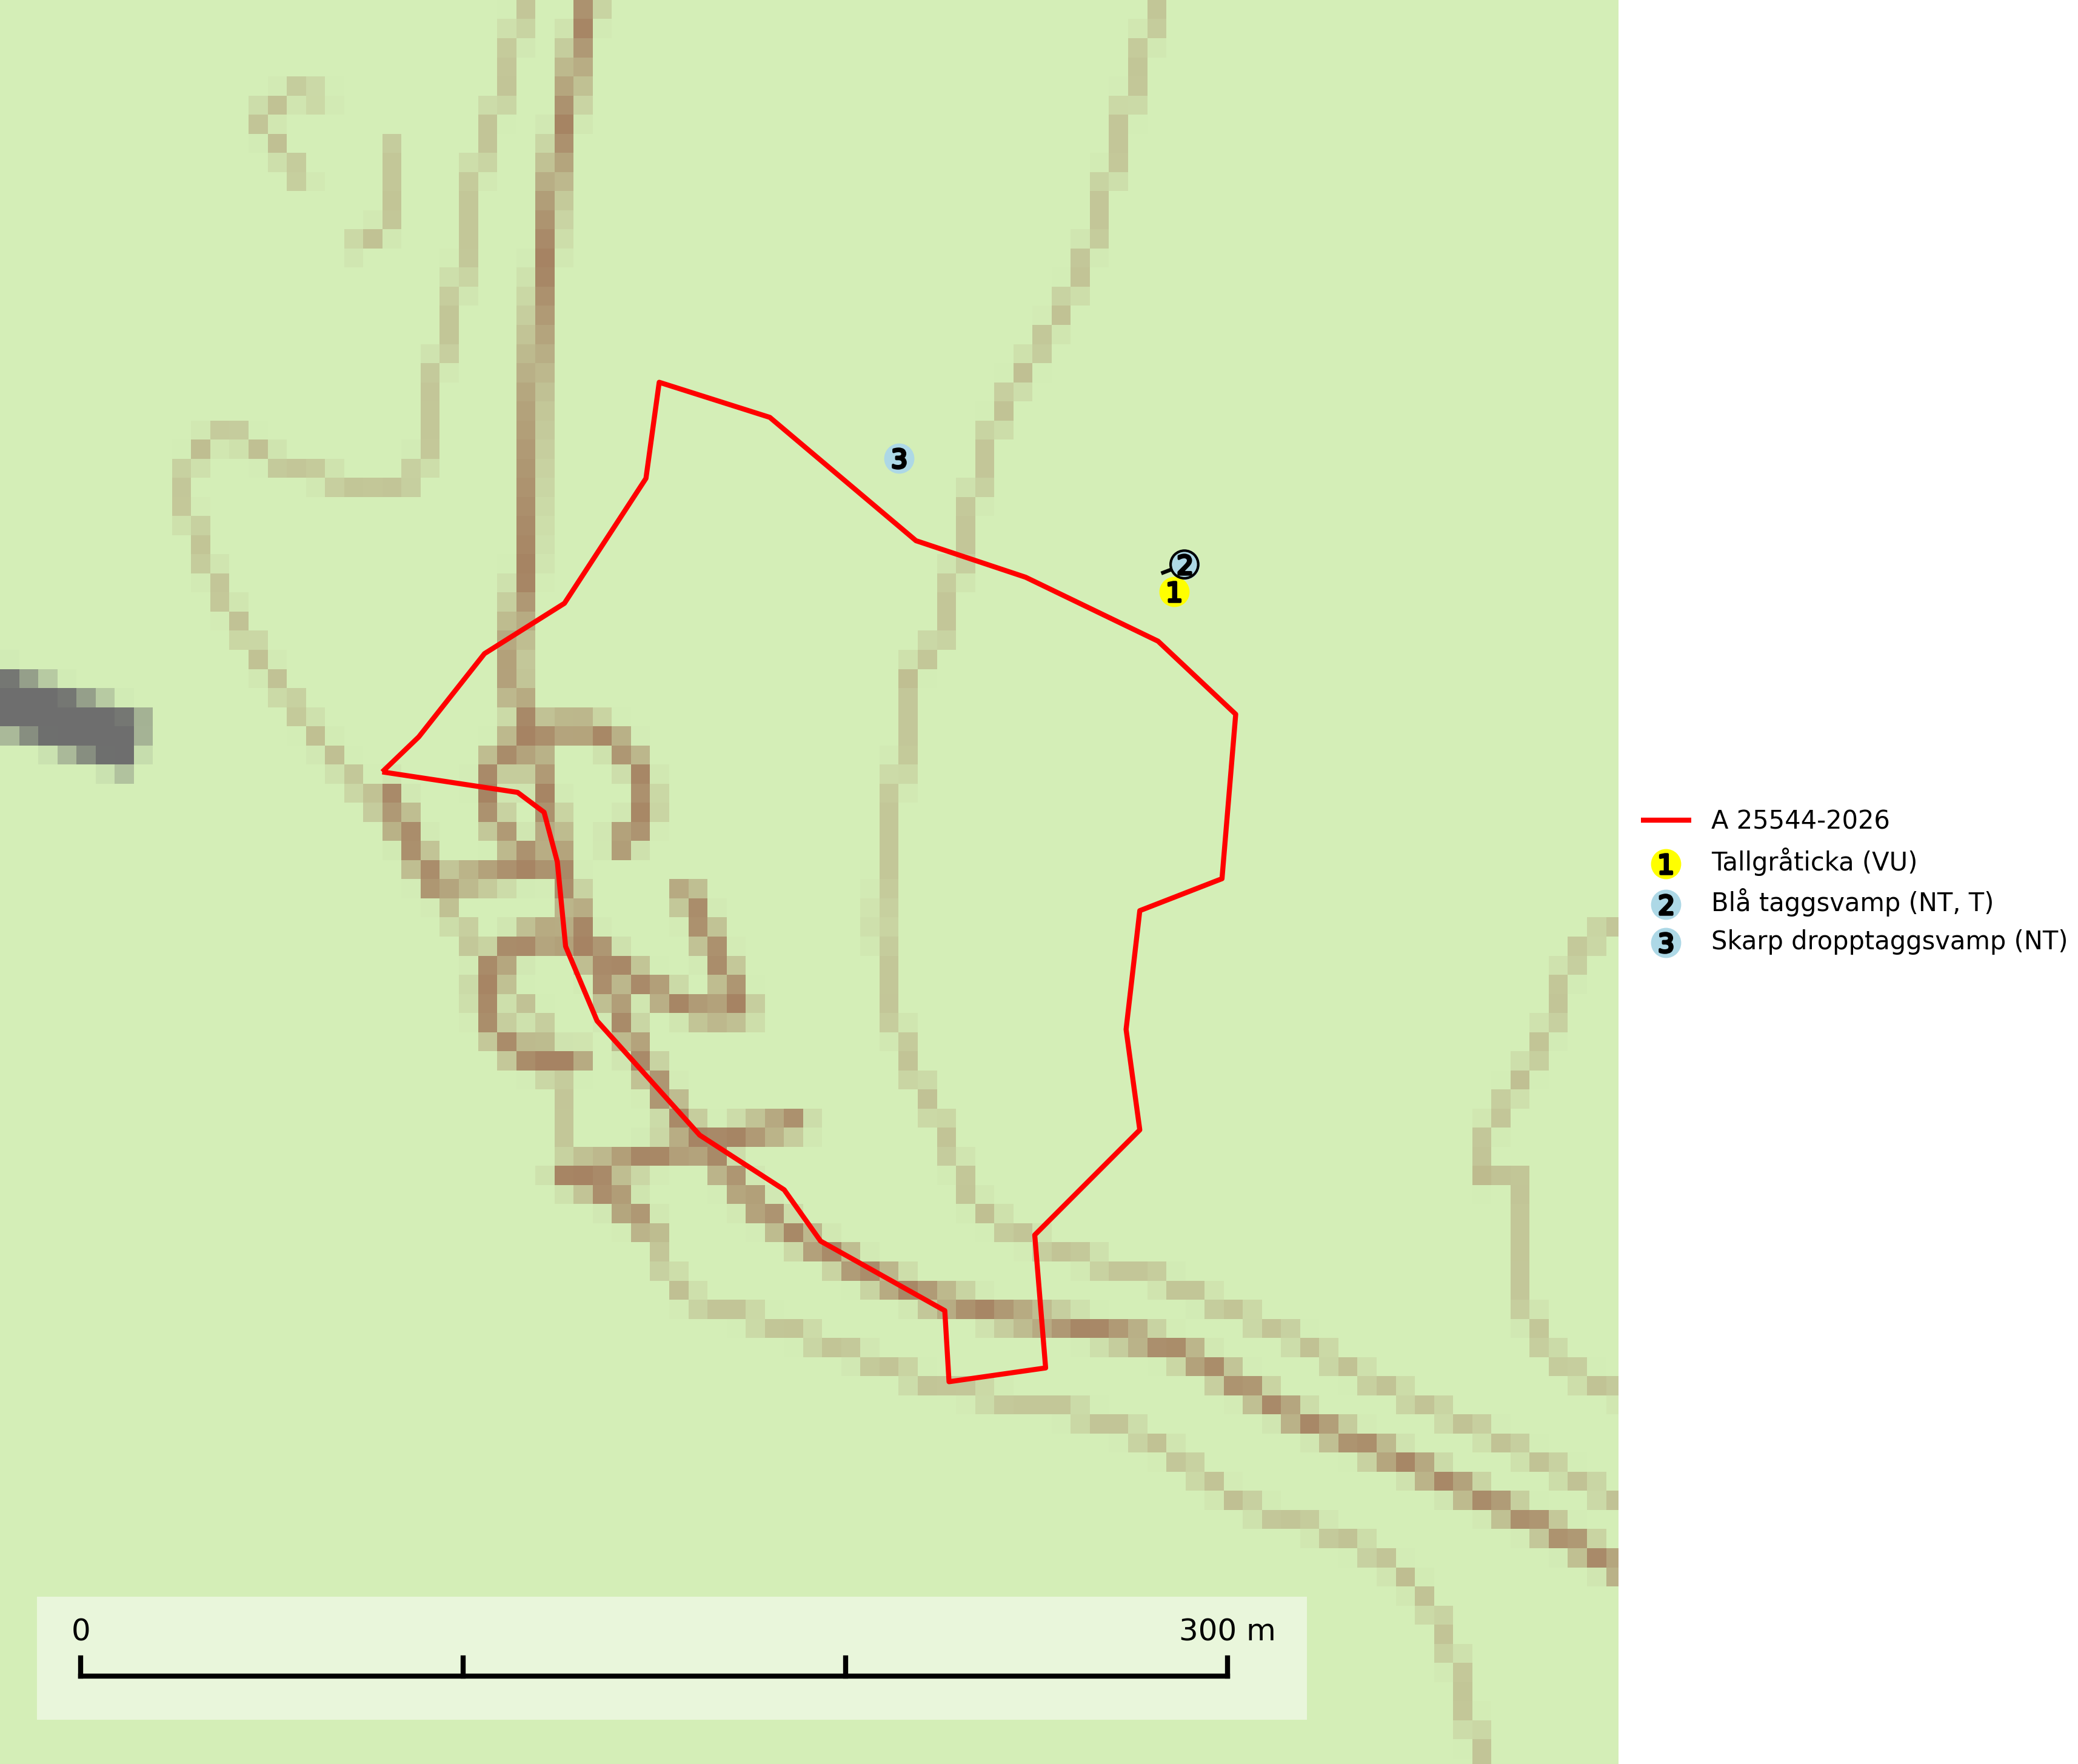 3
2
1
A 25544-2026
1 Tallgråticka (VU)
2 Blå taggsvamp (NT, T)
3 Skarp dropptaggsvamp (NT)
0 300 m